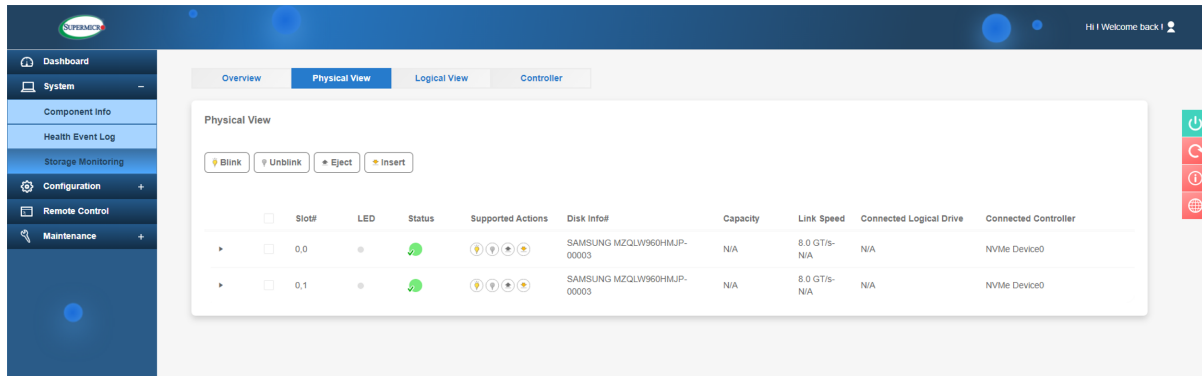 SUPERMICR
Hi ! Welcome back !
Dashboard
System −
Component Info
Health Event Log
Storage Monitoring
Configuration +
Remote Control
Maintenance +
Overview Physical View Logical View Controller
Physical View
Blink Unblink Eject Insert
Slot# LED Status Supported Actions Disk Info# Capacity Link Speed Connected Logical Drive Connected Controller
0,0 SAMSUNG MZQLW960HMJP-00003 N/A 8.0 GT/s-N/A N/A NVMe Device0
0,1 SAMSUNG MZQLW960HMJP-00003 N/A 8.0 GT/s-N/A N/A NVMe Device0